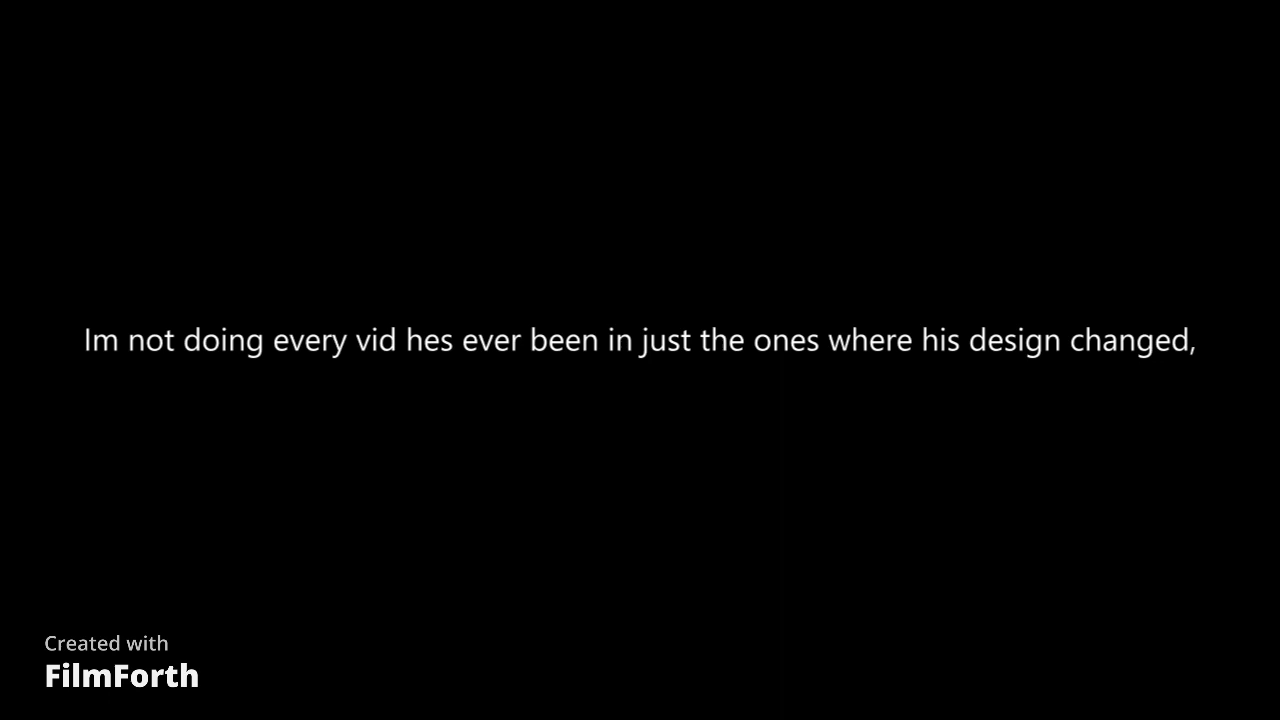 Im not doing every vid hes ever been in just the ones where his design changed,
Created with
FilmForth